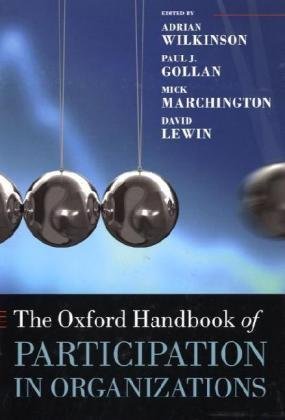 EDITED BY
ADRIAN
WILKINSON
PAUL J.
GOLLAN
MICK
MARCHINGTON
DAVID
LEWIN
The Oxford Handbook of
PARTICIPATION
IN ORGANIZATIONS